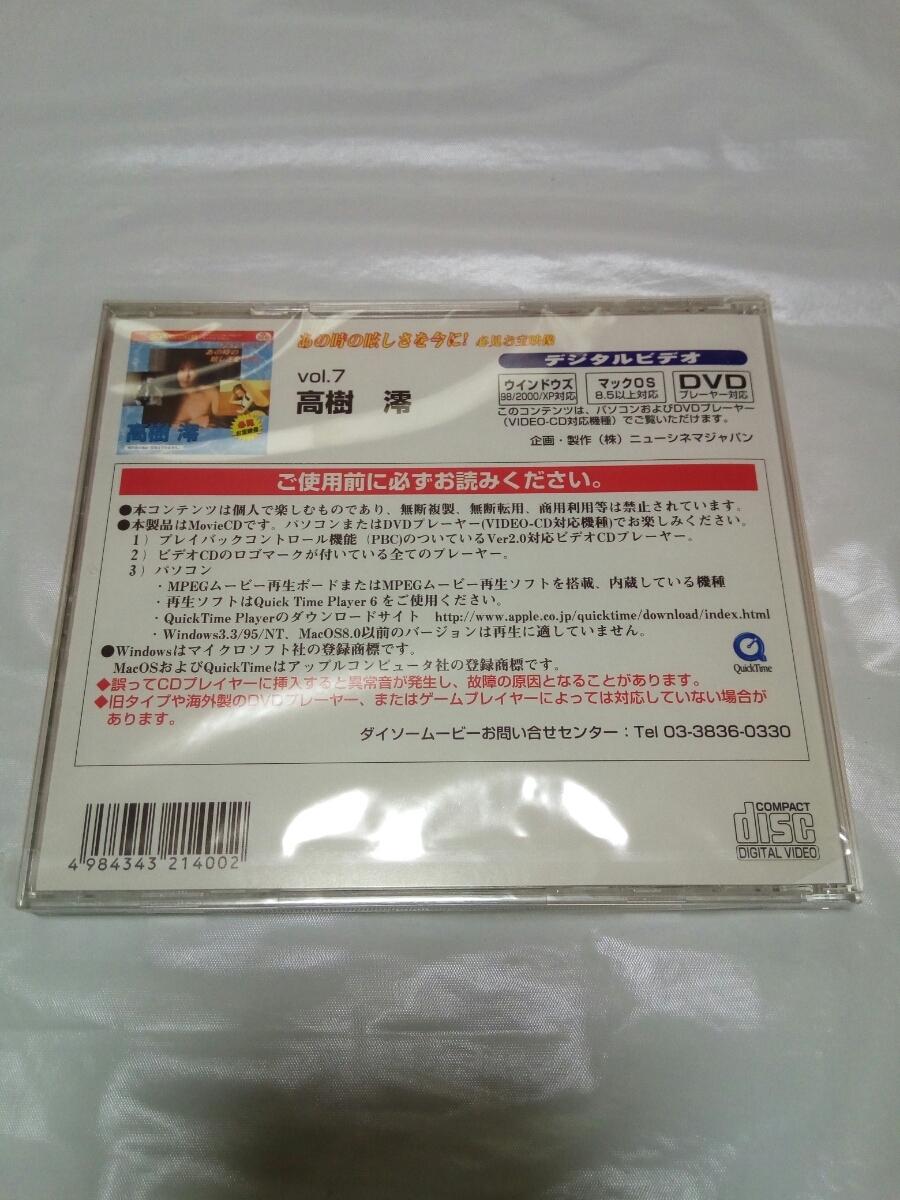 あの時の眩しさを今に! 必見お宝映像
あの時の
高樹 澪
必見
お宝映像
vol.7
高樹 澪
デジタルビデオ
ウインドウズ
98/2000/XP対応
マックOS
8.5以上対応
DVD
プレーヤー対応
このコンテンツは、パソコンおよびDVDプレーヤー
(VIDEO-CD対応機種)でご覧いただけます。
企画・製作(株)ニューシネマジャパン
ご使用前に必ずお読みください。
●本コンテンツは個人で楽しむものであり、無断複製、無断転用、商用利用等は禁止されています。
●本製品はMovieCDです。パソコンまたはDVDプレーヤー(VIDEO-CD対応機種)でお楽しみください。
1)プレイバックコントロール機能(PBC)のついているVer2.0対応ビデオCDプレーヤー。
2)ビデオCDのロゴマークが付いている全てのプレーヤー。
3)パソコン
・MPEGムービー再生ボードまたはMPEGムービー再生ソフトを搭載、内蔵している機種
・再生ソフトはQuick Time Player 6 をご使用ください。
・QuickTime Playerのダウンロードサイト http://www.apple.co.jp/quicktime/download/index.html
・Windows3.3/95/NT、MacOS8.0以前のバージョンは再生に適していません。
●Windowsはマイクロソフト社の登録商標です。
MacOSおよびQuickTimeはアップルコンピュータ社の登録商標です。
QuickTime
◆誤ってCDプレイヤーに挿入すると異常音が発生し、故障の原因となることがあります。
◆旧タイプや海外製のDVDプレーヤー、またはゲームプレイヤーによっては対応していない場合が
あります。
ダイソームービーお問い合せセンター:Tel 03-3836-0330
4 984343 214002
COMPACT
disc
DIGITAL VIDEO